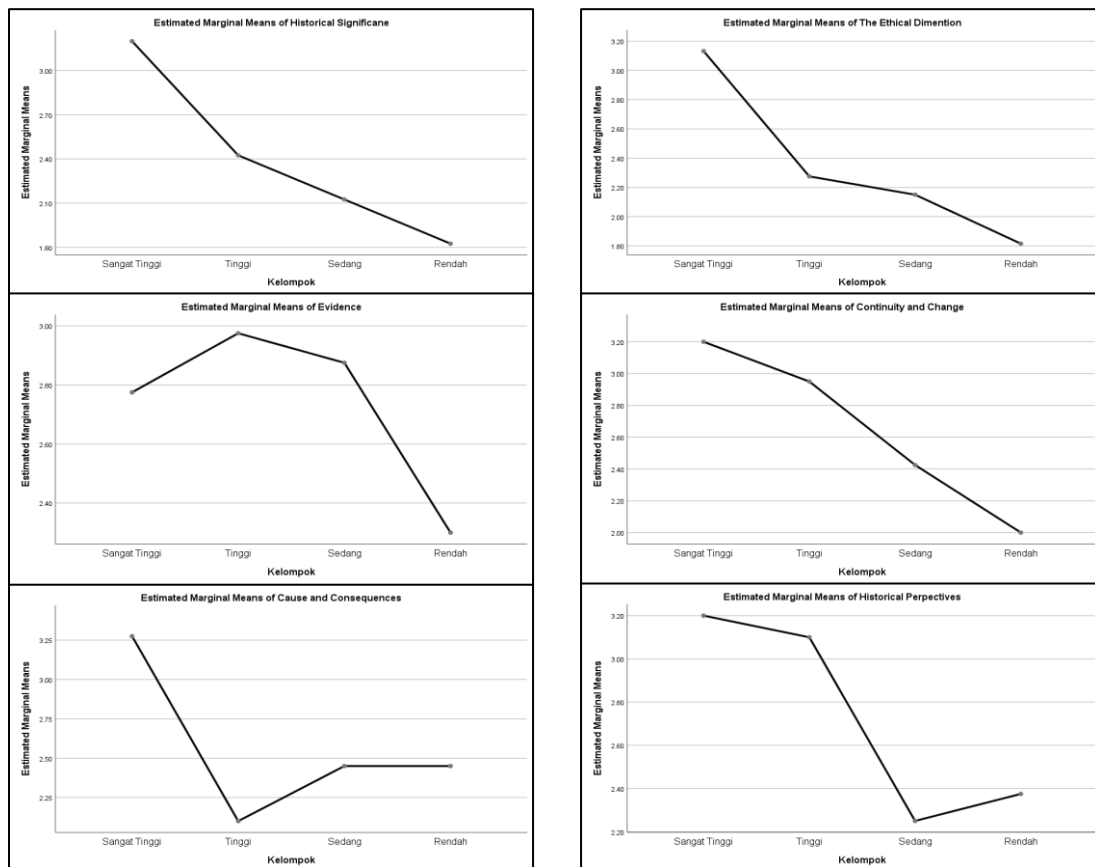 Estimated Marginal Means of Historical Significane
Estimated Marginal Means
3.00
2.70
2.40
2.10
1.80
Sangat Tinggi
Tinggi
Sedang
Rendah
Kelompok
Estimated Marginal Means of The Ethical Dimention
Estimated Marginal Means
3.20
3.00
2.80
2.60
2.40
2.20
2.00
1.80
Sangat Tinggi
Tinggi
Sedang
Rendah
Kelompok
Estimated Marginal Means of Evidence
Estimated Marginal Means
3.00
2.80
2.60
2.40
Sangat Tinggi
Tinggi
Sedang
Rendah
Kelompok
Estimated Marginal Means of Continuity and Change
Estimated Marginal Means
3.20
3.00
2.80
2.60
2.40
2.20
2.00
Sangat Tinggi
Tinggi
Sedang
Rendah
Kelompok
Estimated Marginal Means of Cause and Consequences
Estimated Marginal Means
3.25
3.00
2.75
2.50
2.25
Sangat Tinggi
Tinggi
Sedang
Rendah
Kelompok
Estimated Marginal Means of Historical Perpectives
Estimated Marginal Means
3.20
3.00
2.80
2.60
2.40
2.20
Sangat Tinggi
Tinggi
Sedang
Rendah
Kelompok